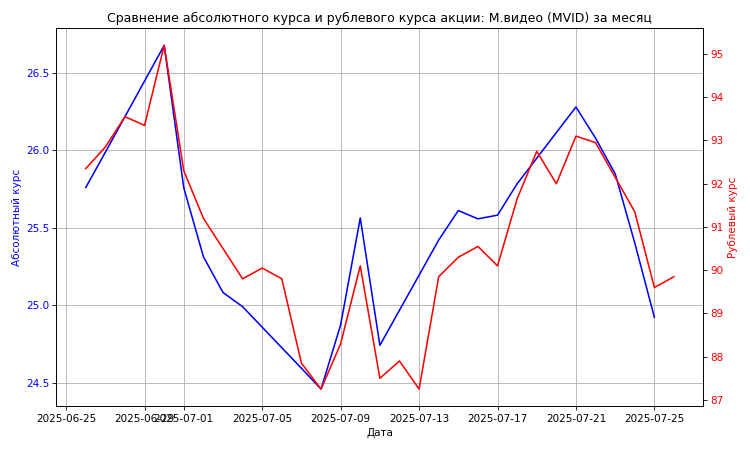 Сравнение абсолютного курса и рублевого курса акции: М.видео (MVID) за месяц
26.5
26.0
25.5
25.0
24.5
Абсолютный курс
95
94
93
92
91
90
89
88
87
Рублевый курс
2025-06-25 2025-06-29 2025-07-01 2025-07-05 2025-07-09 2025-07-13 2025-07-17 2025-07-21 2025-07-25
Дата